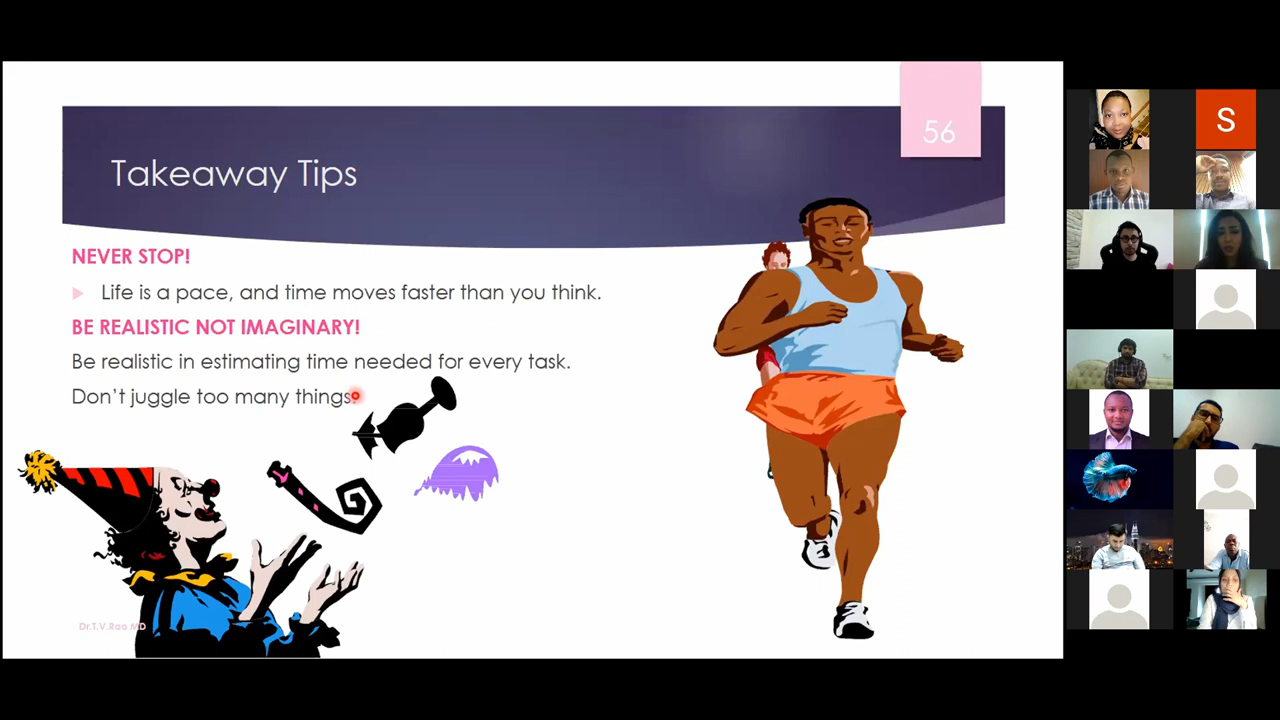 56
Takeaway Tips
NEVER STOP!
Life is a pace, and time moves faster than you think.
BE REALISTIC NOT IMAGINARY!
Be realistic in estimating time needed for every task.
Don't juggle too many things.
Dr.T.V.Rao MD
S